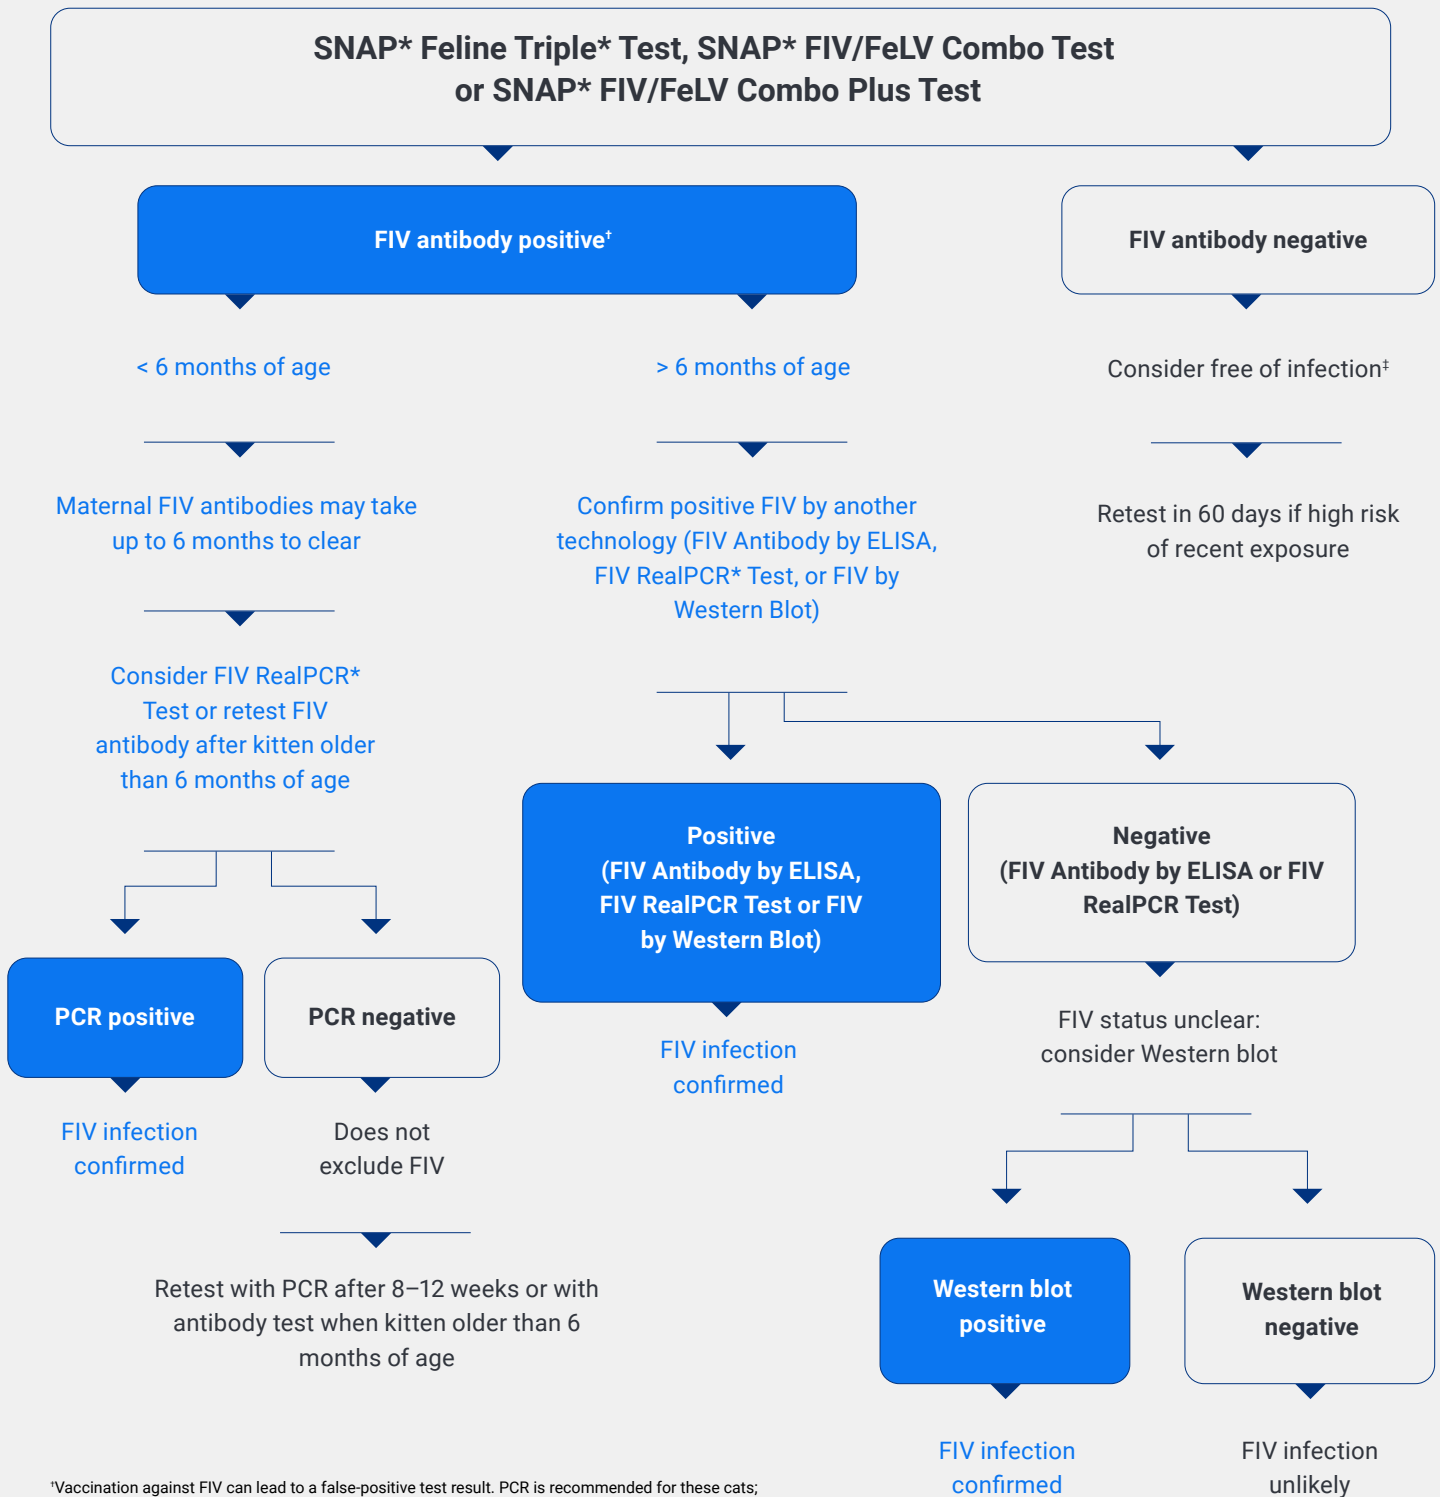 SNAP* Feline Triple* Test, SNAP* FIV/FeLV Combo Test
or SNAP* FIV/FeLV Combo Plus Test
FIV antibody positive†
FIV antibody negative
< 6 months of age
> 6 months of age
Consider free of infection‡
Maternal FIV antibodies may take
up to 6 months to clear
Confirm positive FIV by another
technology (FIV Antibody by ELISA,
FIV RealPCR* Test, or FIV by
Western Blot)
Retest in 60 days if high risk
of recent exposure
Consider FIV RealPCR*
Test or retest FIV
antibody after kitten older
than 6 months of age
Positive
(FIV Antibody by ELISA,
FIV RealPCR Test or FIV
by Western Blot)
Negative
(FIV Antibody by ELISA or FIV
RealPCR Test)
PCR positive
PCR negative
FIV infection
confirmed
FIV status unclear:
consider Western blot
FIV infection
confirmed
Does not
exclude FIV
Retest with PCR after 8–12 weeks or with
antibody test when kitten older than 6
months of age
Western blot
positive
Western blot
negative
FIV infection
confirmed
FIV infection
unlikely
†Vaccination against FIV can lead to a false-positive test result. PCR is recommended for these cats;